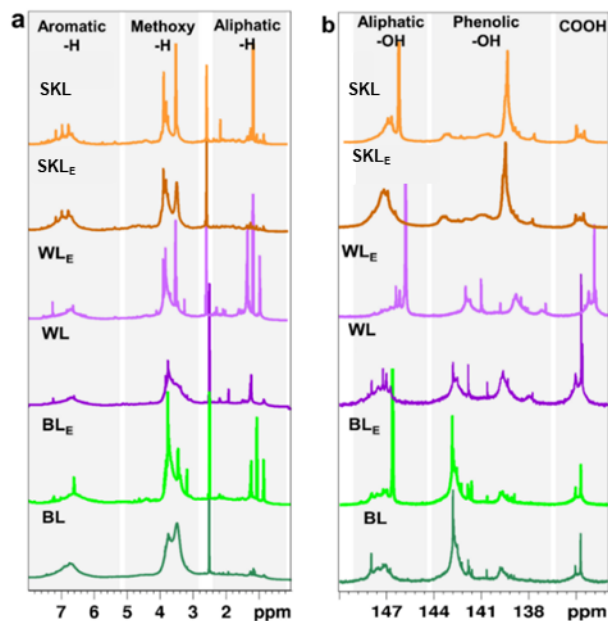 a
Aromatic Methoxy Aliphatic
-H -H -H
SKL
SKLE
WLE
WL
BLE
BL
7 6 4 3 2 1 ppm
b
Aliphatic Phenolic COOH
-OH -OH
SKL
SKLE
WLE
WL
BLE
BL
147 144 141 138 ppm